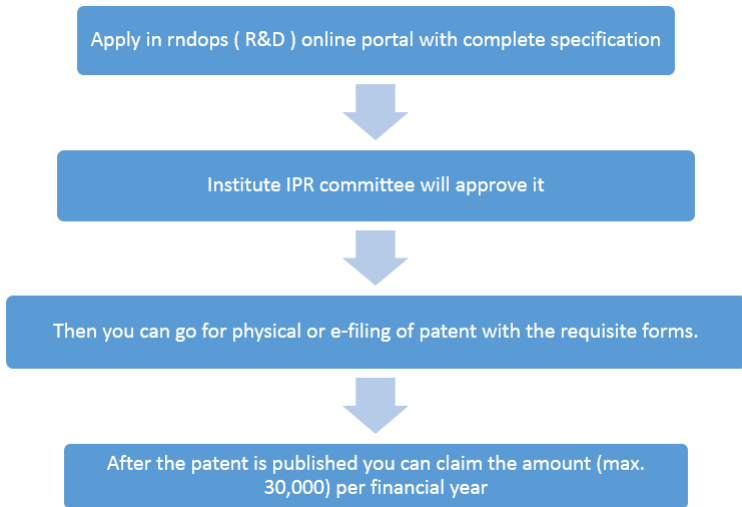 Apply in rndops ( R&D ) online portal with complete specification
Institute IPR committee will approve it
Then you can go for physical or e-filing of patent with the requisite forms.
After the patent is published you can claim the amount (max.
30,000) per financial year